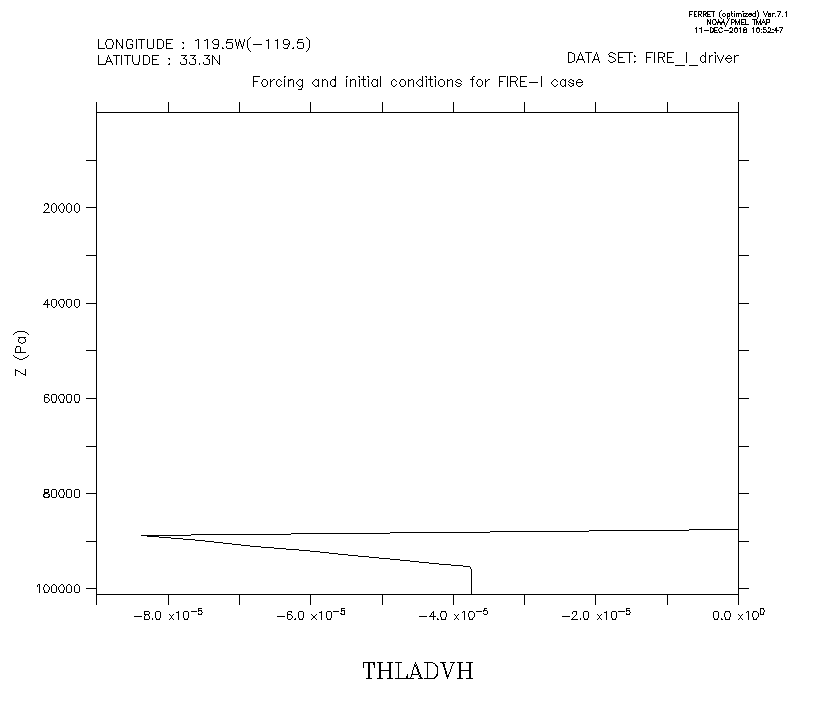 FERRET (optimized) Ver.7.1
NOAA/PMEL TMAP
11-DEC-2018 10:52:47
LONGITUDE : 119.5W(-119.5)
LATITUDE : 33.3N
DATA SET: FIRE_I_driver
Forcing and initial conditions for FIRE-I case
20000
40000
60000
80000
100000
Z (Pa)
-8.0 x10⁻⁵
-6.0 x10⁻⁵
-4.0 x10⁻⁵
-2.0 x10⁻⁵
0.0 x10⁰
THLADVH